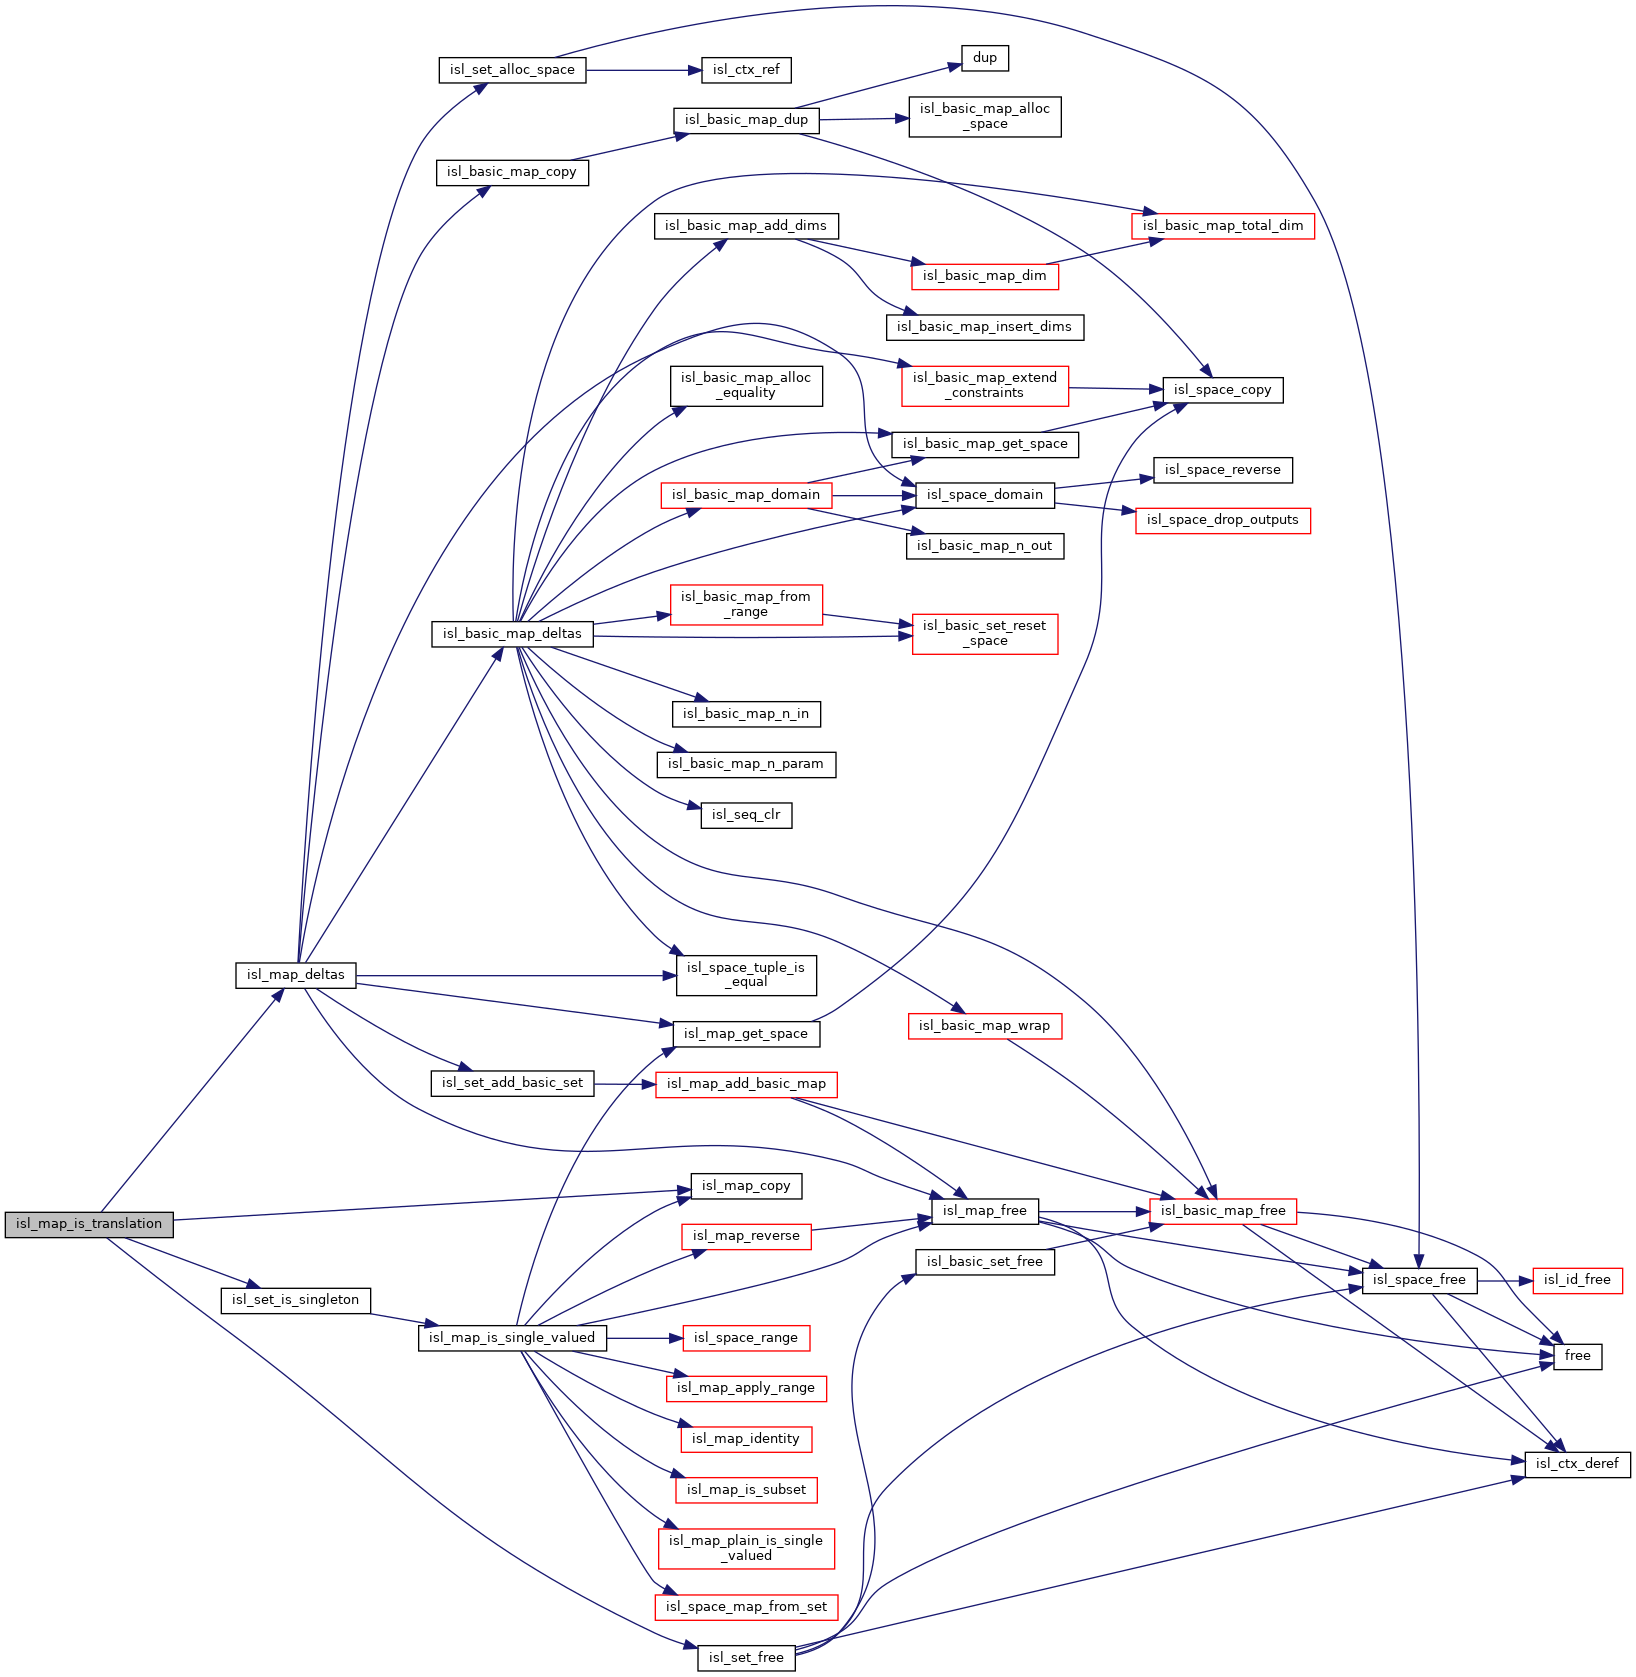 dup
isl_set_alloc_space
isl_ctx_ref
isl_basic_map_alloc
_space
isl_basic_map_dup
isl_basic_map_copy
isl_basic_map_add_dims
isl_basic_map_total_dim
isl_basic_map_dim
isl_basic_map_insert_dims
isl_basic_map_alloc
_equality
isl_basic_map_extend
_constraints
isl_space_copy
isl_basic_map_get_space
isl_space_reverse
isl_basic_map_domain
isl_space_domain
isl_space_drop_outputs
isl_basic_map_n_out
isl_basic_map_from
_range
isl_basic_set_reset
_space
isl_basic_map_deltas
isl_basic_map_n_in
isl_basic_map_n_param
isl_seq_clr
isl_map_deltas
isl_space_tuple_is
_equal
isl_basic_map_wrap
isl_map_get_space
isl_set_add_basic_set
isl_map_add_basic_map
isl_map_copy
isl_map_is_translation
isl_map_free
isl_basic_map_free
isl_map_reverse
isl_basic_set_free
isl_space_free
isl_id_free
isl_set_is_singleton
isl_map_is_single_valued
isl_space_range
free
isl_map_apply_range
isl_map_identity
isl_ctx_deref
isl_map_is_subset
isl_map_plain_is_single
_valued
isl_space_map_from_set
isl_set_free